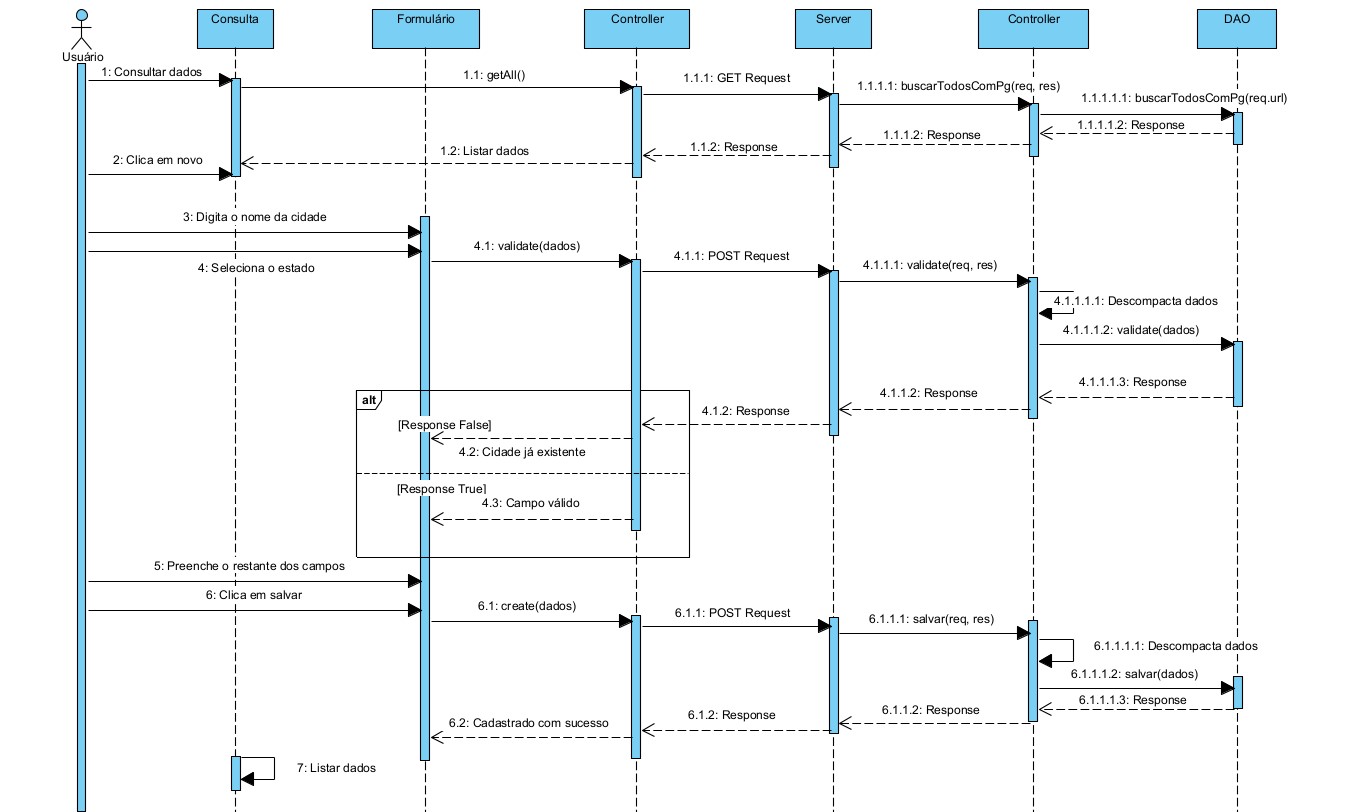 Consulta
Formulário
Controller
Server
Controller
DAO
Usuário
1: Consultar dados
1.1: getAll()
1.1.1: GET Request
1.1.1.1: buscarTodosComPg(req, res)
1.1.1.1.1: buscarTodosComPg(req.url)
1.1.1.1.2: Response
1.1.1.2: Response
1.1.2: Response
1.2: Listar dados
2: Clica em novo
3: Digita o nome da cidade
4: Seleciona o estado
4.1: validate(dados)
4.1.1: POST Request
4.1.1.1: validate(req, res)
4.1.1.1.1: Descompacta dados
4.1.1.1.2: validate(dados)
4.1.1.1.3: Response
4.1.1.2: Response
alt
4.1.2: Response
[Response False]
4.2: Cidade já existente
[Response True]
4.3: Campo válido
5: Preenche o restante dos campos
6: Clica em salvar
6.1: create(dados)
6.1.1: POST Request
6.1.1.1: salvar(req, res)
6.1.1.1.1: Descompacta dados
6.1.1.1.2: salvar(dados)
6.1.1.1.3: Response
6.1.1.2: Response
6.1.2: Response
6.2: Cadastrado com sucesso
7: Listar dados